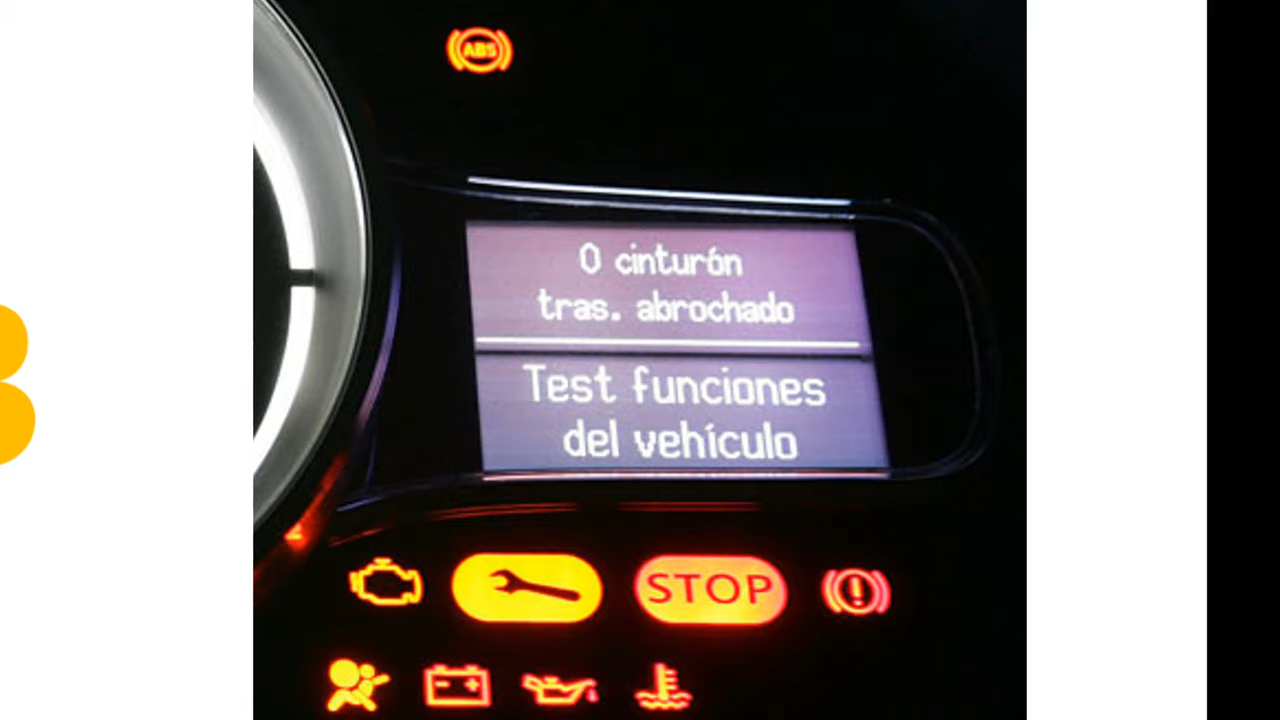 ABS
0 cinturón
tras. abrochado
Test funciones
del vehículo
STOP